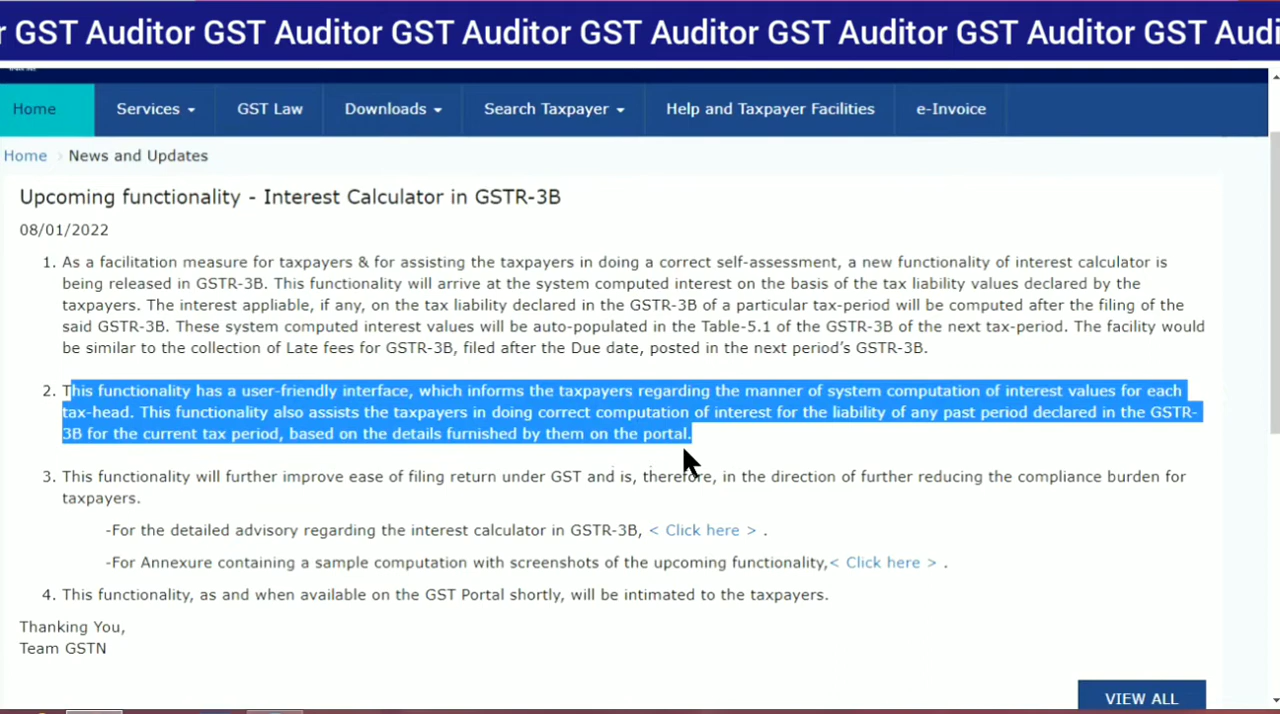 GST Auditor GST Auditor GST Auditor GST Auditor GST Auditor GST Auditor GST
Home Services GST Law Downloads Search Taxpayer Help and Taxpayer Facilities e-Invoice
Home › News and Updates
Upcoming functionality - Interest Calculator in GSTR-3B
08/01/2022
1. As a facilitation measure for taxpayers & for assisting the taxpayers in doing a correct self-assessment, a new functionality of interest calculator is
being released in GSTR-3B. This functionality will arrive at the system computed interest on the basis of the tax liability values declared by the
taxpayers. The interest appliable, if any, on the tax liability declared in the GSTR-3B of a particular tax-period will be computed after the filing of the
said GSTR-3B. These system computed interest values will be auto-populated in the Table-5.1 of the GSTR-3B of the next tax-period. The facility would
be similar to the collection of Late fees for GSTR-3B, filed after the Due date, posted in the next period's GSTR-3B.
2. This functionality has a user-friendly interface, which informs the taxpayers regarding the manner of system computation of interest values for each
tax-head. This functionality also assists the taxpayers in doing correct computation of interest for the liability of any past period declared in the GSTR-
3B for the current tax period, based on the details furnished by them on the portal.
3. This functionality will further improve ease of filing return under GST and is, therefore, in the direction of further reducing the compliance burden for
taxpayers.
-For the detailed advisory regarding the interest calculator in GSTR-3B, < Click here > .
-For Annexure containing a sample computation with screenshots of the upcoming functionality,< Click here > .
4. This functionality, as and when available on the GST Portal shortly, will be intimated to the taxpayers.
Thanking You,
Team GSTN
VIEW ALL